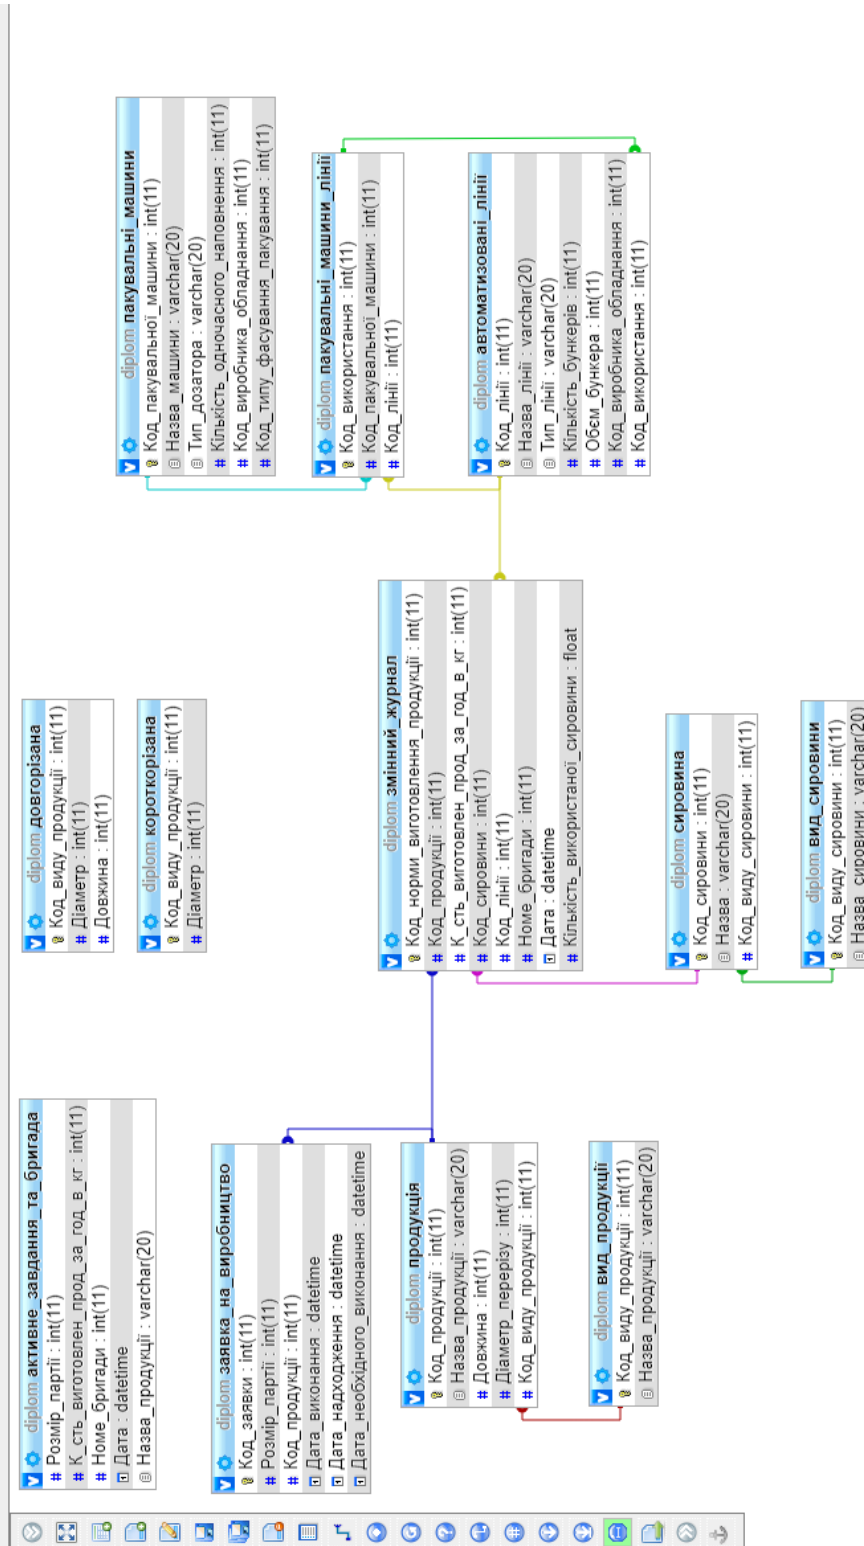 diplom активне_завдання_та_бригада
Розмір_партії : int(11)
К_сть_виготовлен_прод_за_год_в_кг : int(11)
Номе_бригади : int(11)
Дата : datetime
Назва_продукції : varchar(20)
diplom заявка_на_виробництво
Код_заявки : int(11)
Розмір_партії : int(11)
Код_продукції : int(11)
Дата_виконання : datetime
Дата_надходження : datetime
Дата_необхідного_виконання : datetime
diplom продукція
Код_продукції : int(11)
Назва_продукції : varchar(20)
Довжина : int(11)
Діаметр_перерізу : int(11)
Код_виду_продукції : int(11)
diplom вид_продукції
Код_виду_продукції : int(11)
Назва_продукції : varchar(20)
diplom довгорізана
Код_виду_продукції : int(11)
Діаметр : int(11)
Довжина : int(11)
diplom короткорізана
Код_виду_продукції : int(11)
Діаметр : int(11)
diplom змінний_журнал
Код_норми_виготовлення_продукції : int(11)
Код_продукції : int(11)
К_сть_виготовлен_прод_за_год_в_кг : int(11)
Код_сировини : int(11)
Код_лінії : int(11)
Номе_бригади : int(11)
Дата : datetime
Кількість_використаної_сировини : float
diplom сировина
Код_сировини : int(11)
Назва : varchar(20)
Код_виду_сировини : int(11)
diplom вид_сировини
Код_виду_сировини : int(11)
Назва_сировини : varchar(20)
diplom пакувальні_машини
Код_пакувальної_машини : int(11)
Назва_машини : varchar(20)
Тип_дозатора : varchar(20)
Кількість_одночасного_наповнення : int(11)
Код_виробника_обладнання : int(11)
Код_типу_фасування_пакування : int(11)
diplom пакувальні_машини_лінії
Код_використання : int(11)
Код_пакувальної_машини : int(11)
Код_лінії : int(11)
diplom автоматизовані_лінії
Код_лінії : int(11)
Назва_лінії : varchar(20)
Тип_лінії : varchar(20)
Кількість_бункерів : int(11)
Обєм_бункера : int(11)
Код_виробника_обладнання : int(11)
Код_використання : int(11)